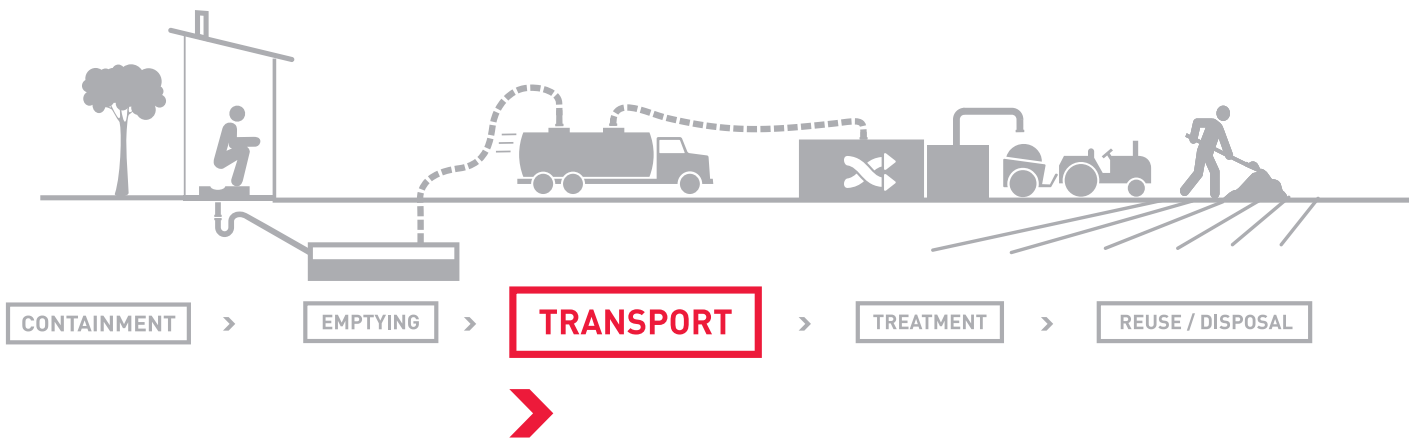 CONTAINMENT > EMPTYING > TRANSPORT > TREATMENT > REUSE / DISPOSAL